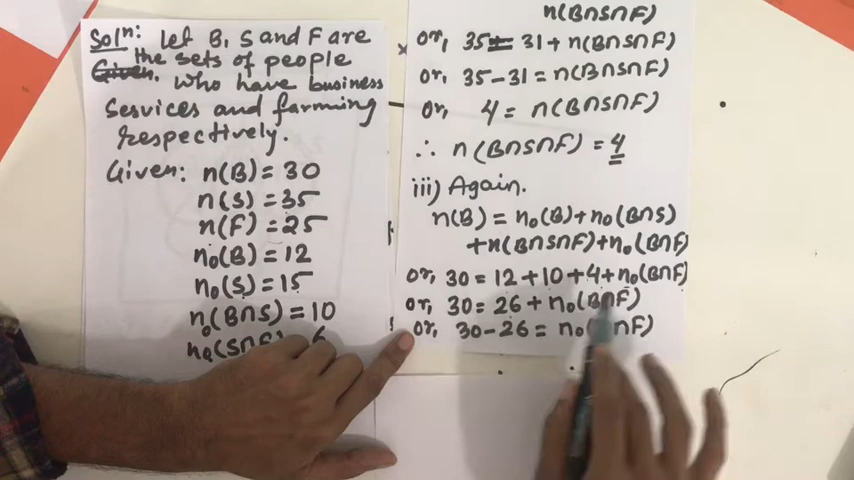 Solⁿ: Let B, S and F are
the sets of people
Given.
who have business
services and farming
respectively.
Given: n(B) = 30
n(S) = 35
n(F) = 25
n₀(B) = 12
n₀(S) = 15
n₀(B∩S) = 10
n₀(S∩F) = 6
n(B∩S∩F)
or, 35 = 31 + n(B∩S∩F)
or, 35 - 31 = n(B∩S∩F)
or, 4 = n(B∩S∩F)
∴ n(B∩S∩F) = 4
iii) Again.
n(B) = n₀(B) + n₀(B∩S)
+ n(B∩S∩F) + n₀(B∩F)
or, 30 = 12 + 10 + 4 + n₀(B∩F)
or, 30 = 26 + n₀(B∩F)
or, 30 - 26 = n₀(B∩F)